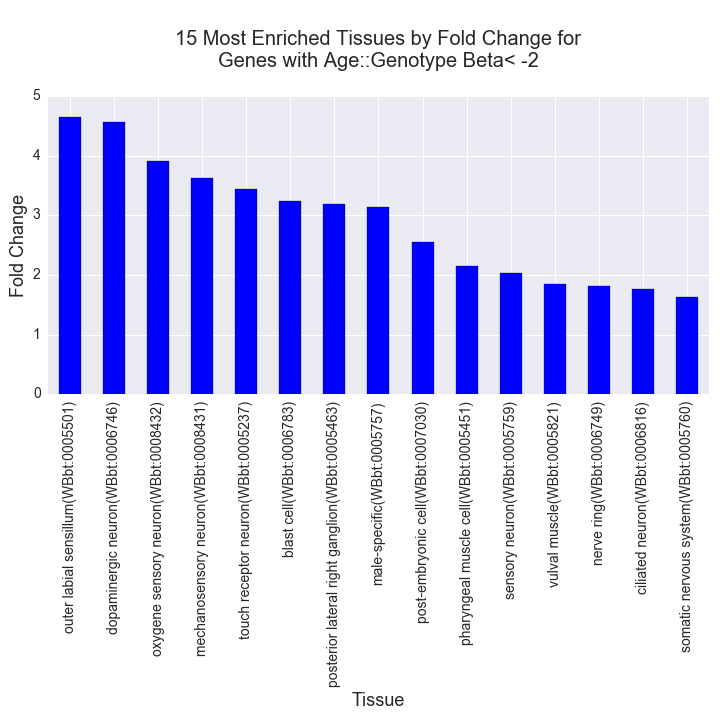 15 Most Enriched Tissues by Fold Change for
Genes with Age::Genotype Beta< -2
Fold Change
5
4
3
2
1
0
outer labial sensillum(WBbt:0005501)
dopaminergic neuron(WBbt:0006746)
oxygene sensory neuron(WBbt:0008432)
mechanosensory neuron(WBbt:0008431)
touch receptor neuron(WBbt:0005237)
blast cell(WBbt:0006783)
posterior lateral right ganglion(WBbt:0005463)
male-specific(WBbt:0005757)
post-embryonic cell(WBbt:0007030)
pharyngeal muscle cell(WBbt:0005451)
sensory neuron(WBbt:0005759)
vulval muscle(WBbt:0005821)
nerve ring(WBbt:0006749)
ciliated neuron(WBbt:0006816)
somatic nervous system(WBbt:0005760)
Tissue